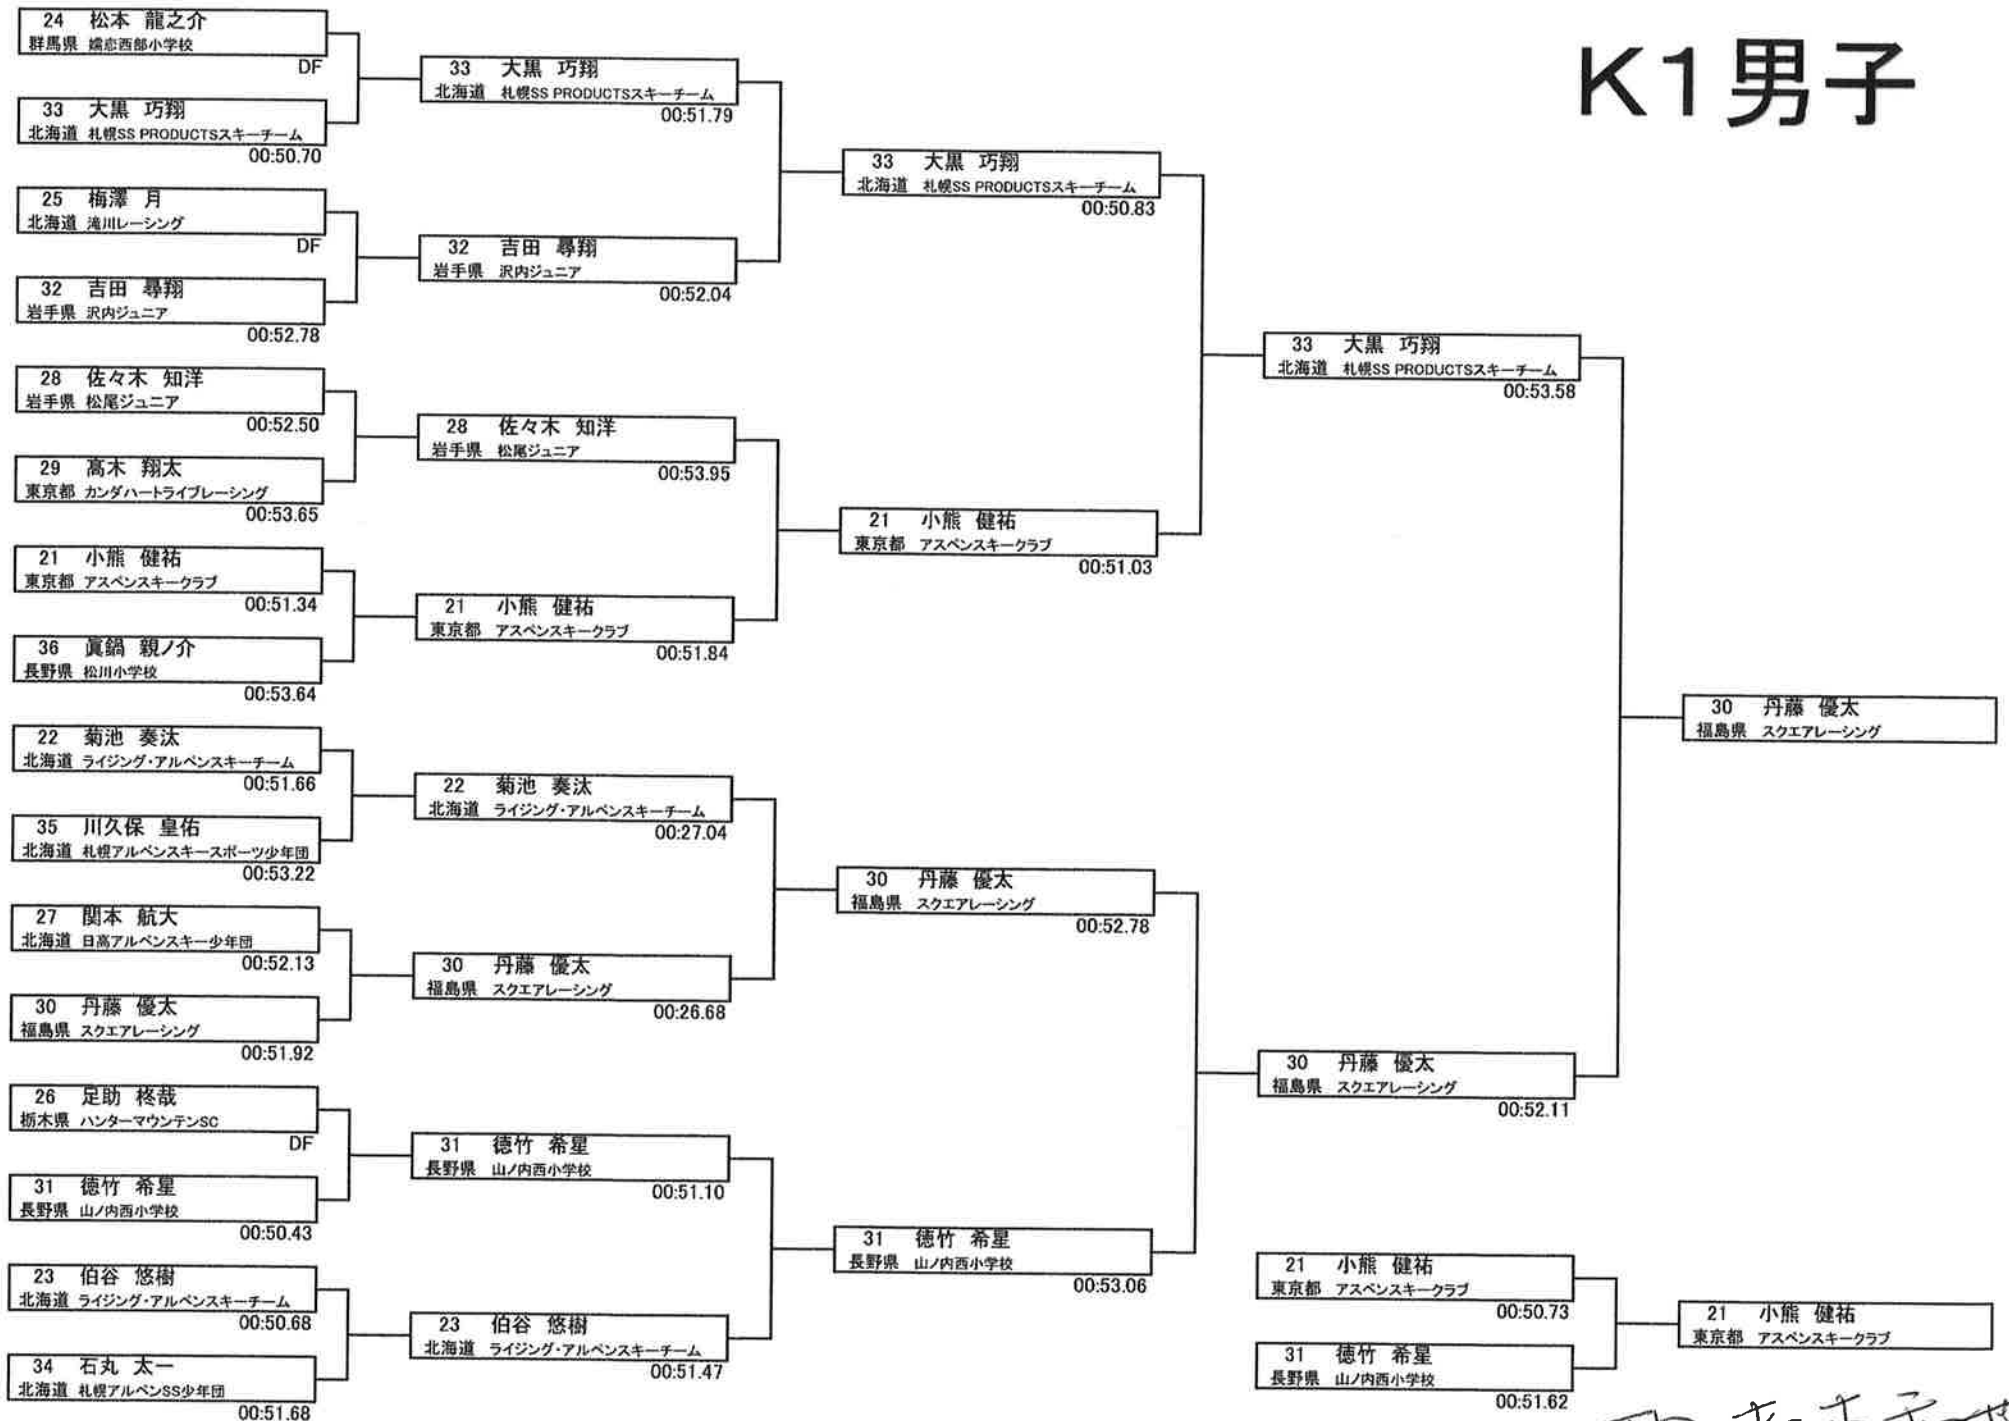 K1男子
24 松本 龍之介
群馬県 嬬恋西部小学校
DF
33 大黒 巧翔
北海道 札幌SS PRODUCTSスキーチーム
00:50.70
25 梅澤 月
北海道 滝川レーシング
DF
32 吉田 尋翔
岩手県 沢内ジュニア
00:52.78
28 佐々木 知洋
岩手県 松尾ジュニア
00:52.50
29 高木 翔太
東京都 カンダハートライブレーシング
00:53.65
21 小熊 健祐
東京都 アスペンスキークラブ
00:51.34
36 眞鍋 親ノ介
長野県 松川小学校
00:53.64
22 菊池 奏汰
北海道 ライジング・アルペンスキーチーム
00:51.66
35 川久保 皇佑
北海道 札幌アルペンスキースポーツ少年団
00:53.22
27 関本 航大
北海道 日高アルペンスキー少年団
00:52.13
30 丹藤 優太
福島県 スクエアレーシング
00:51.92
26 足助 柊哉
栃木県 ハンターマウンテンSC
DF
31 徳竹 希星
長野県 山ノ内西小学校
00:50.43
23 伯谷 悠樹
北海道 ライジング・アルペンスキーチーム
00:50.68
34 石丸 太一
北海道 札幌アルペンSS少年団
00:51.68
33 大黒 巧翔
北海道 札幌SS PRODUCTSスキーチーム
00:51.79
32 吉田 尋翔
岩手県 沢内ジュニア
00:52.04
28 佐々木 知洋
岩手県 松尾ジュニア
00:53.95
21 小熊 健祐
東京都 アスペンスキークラブ
00:51.84
22 菊池 奏汰
北海道 ライジング・アルペンスキーチーム
00:27.04
30 丹藤 優太
福島県 スクエアレーシング
00:26.68
31 徳竹 希星
長野県 山ノ内西小学校
00:51.10
23 伯谷 悠樹
北海道 ライジング・アルペンスキーチーム
00:51.47
33 大黒 巧翔
北海道 札幌SS PRODUCTSスキーチーム
00:50.83
21 小熊 健祐
東京都 アスペンスキークラブ
00:51.03
30 丹藤 優太
福島県 スクエアレーシング
00:52.78
31 徳竹 希星
長野県 山ノ内西小学校
00:53.06
33 大黒 巧翔
北海道 札幌SS PRODUCTSスキーチーム
00:53.58
30 丹藤 優太
福島県 スクエアレーシング
00:52.11
30 丹藤 優太
福島県 スクエアレーシング
21 小熊 健祐
東京都 アスペンスキークラブ
00:50.73
31 徳竹 希星
長野県 山ノ内西小学校
00:51.62
21 小熊 健祐
東京都 アスペンスキークラブ